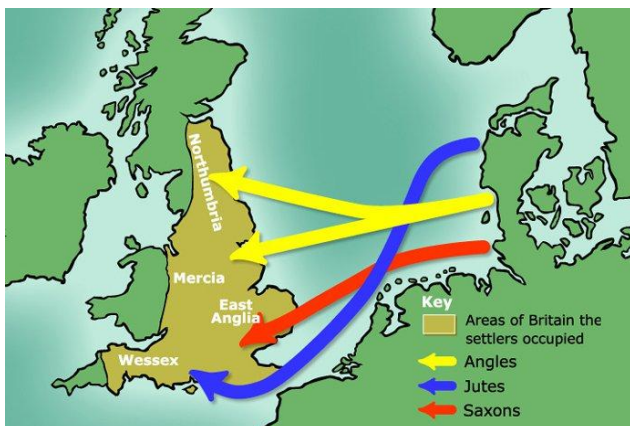 Northumbria
Mercia
East
Anglia
Wessex
Key
Areas of Britain the
settlers occupied
Angles
Jutes
Saxons